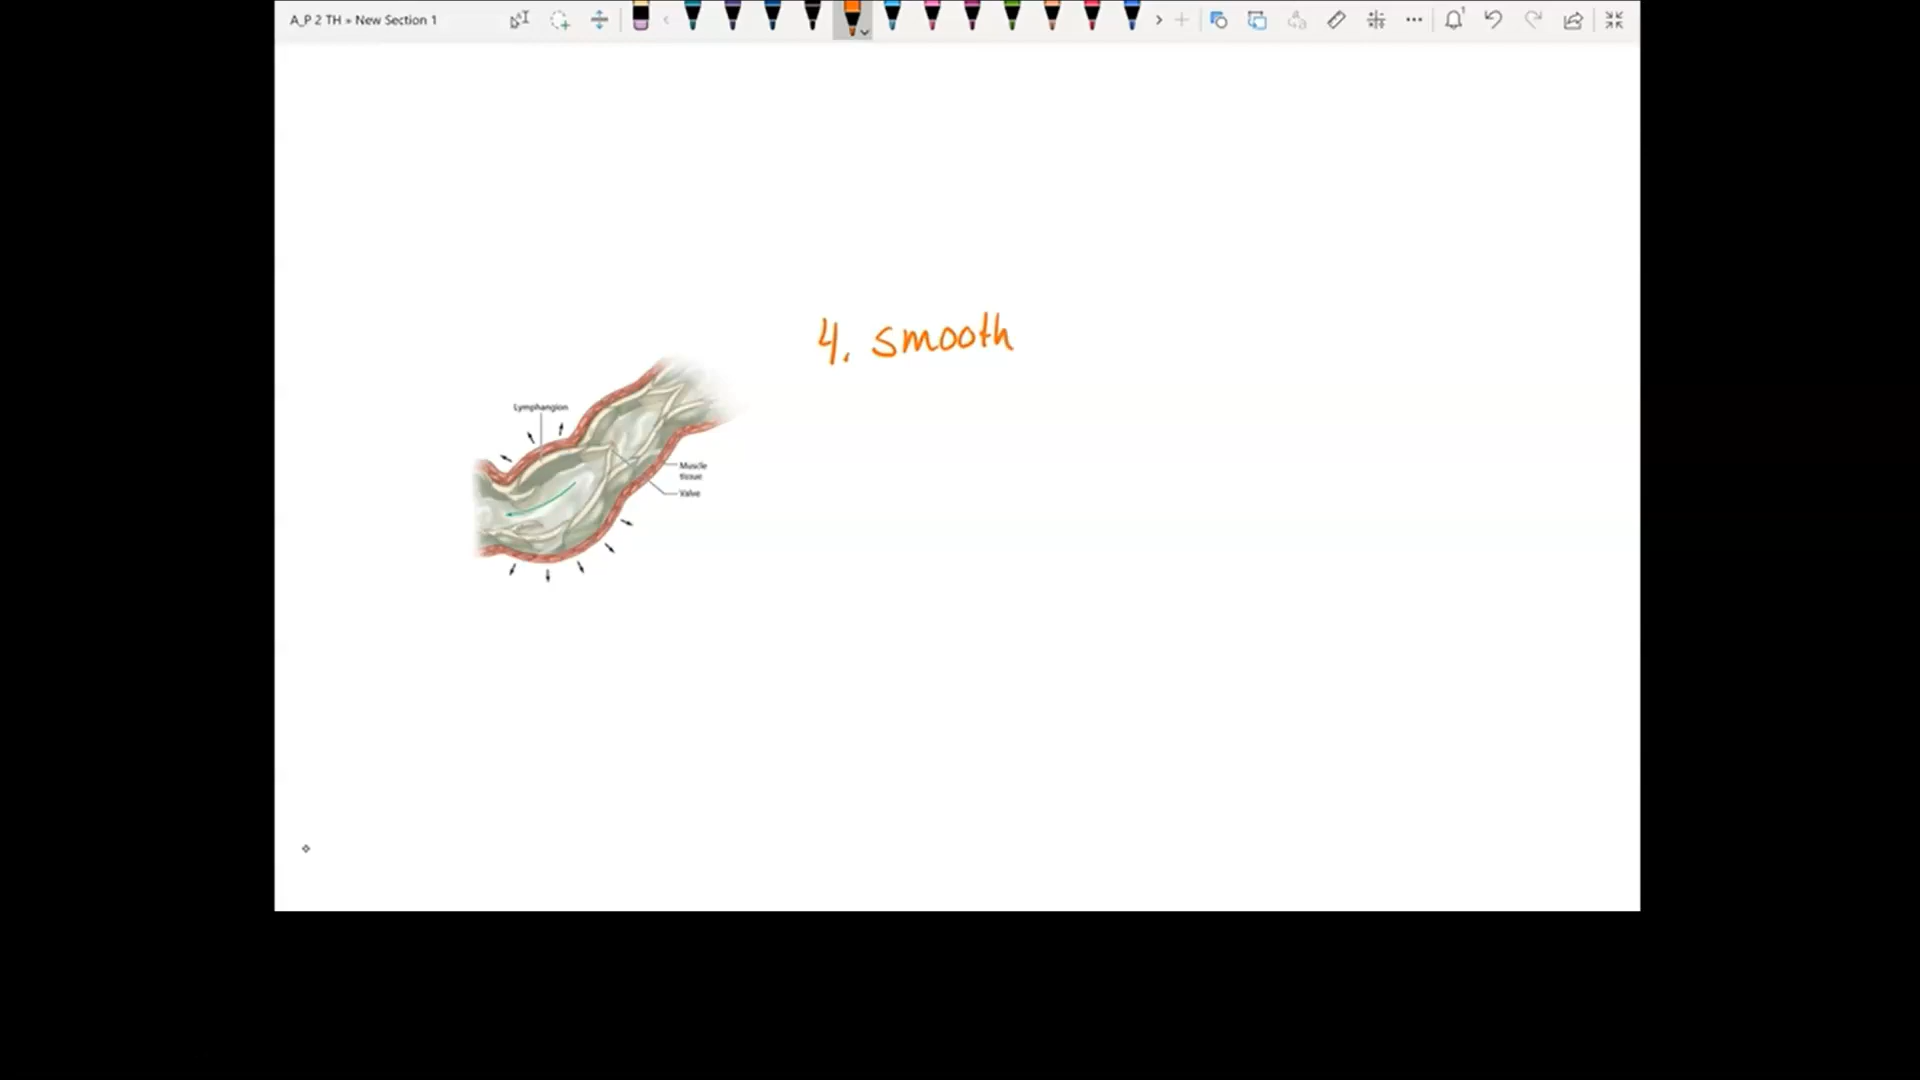 A_P 2 TH » New Section 1
4. smooth
Lymphangion
Muscle
tissue
Valve